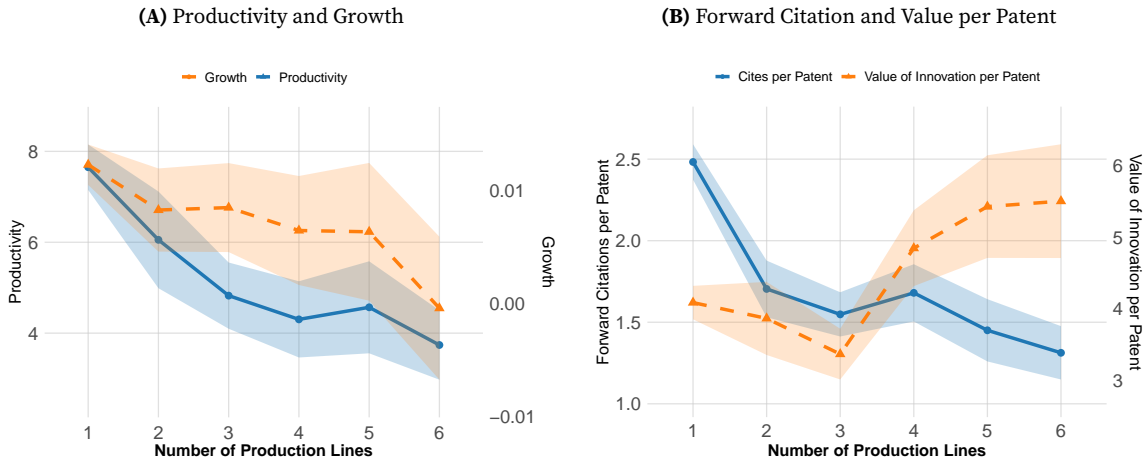 (A) Productivity and Growth
Growth Productivity
Productivity
8
6
4
0.01
0.00
−0.01
Growth
1 2 3 4 5 6
Number of Production Lines
(B) Forward Citation and Value per Patent
Cites per Patent Value of Innovation per Patent
Forward Citations per Patent
2.5
2.0
1.5
1.0
6
5
4
3
Value of Innovation per Patent
1 2 3 4 5 6
Number of Production Lines